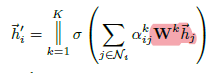 $$\vec{h}'_i = \Big\Vert_{k=1}^{K} \sigma \left( \sum_{j \in \mathcal{N}_i} \alpha_{ij}^k \mathbf{W}^k \vec{h}_j \right)$$